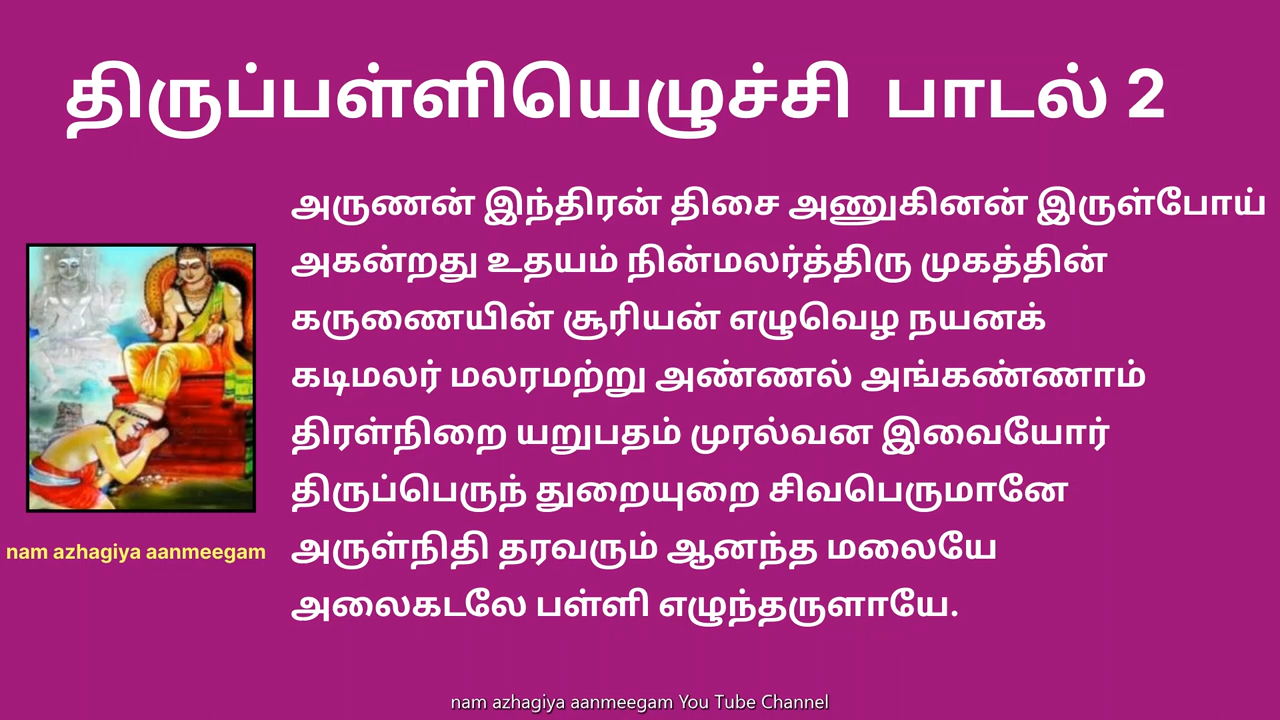 திருப்பள்ளியெழுச்சி பாடல் 2
அருணன் இந்திரன் திசை அணுகினன் இருள்போய்
அகன்றது உதயம் நின்மலர்த்திரு முகத்தின்
கருணையின் சூரியன் எழுவெழ நயனக்
கடிமலர் மலரமற்று அண்ணல் அங்கண்ணாம்
திரள்நிறை யறுபதம் முரல்வன இவையோர்
திருப்பெருந் துறையுறை சிவபெருமானே
அருள்நிதி தரவரும் ஆனந்த மலையே
அலைகடலே பள்ளி எழுந்தருளாயே.
nam azhagiya aanmeegam
nam azhagiya aanmeegam You Tube Channel